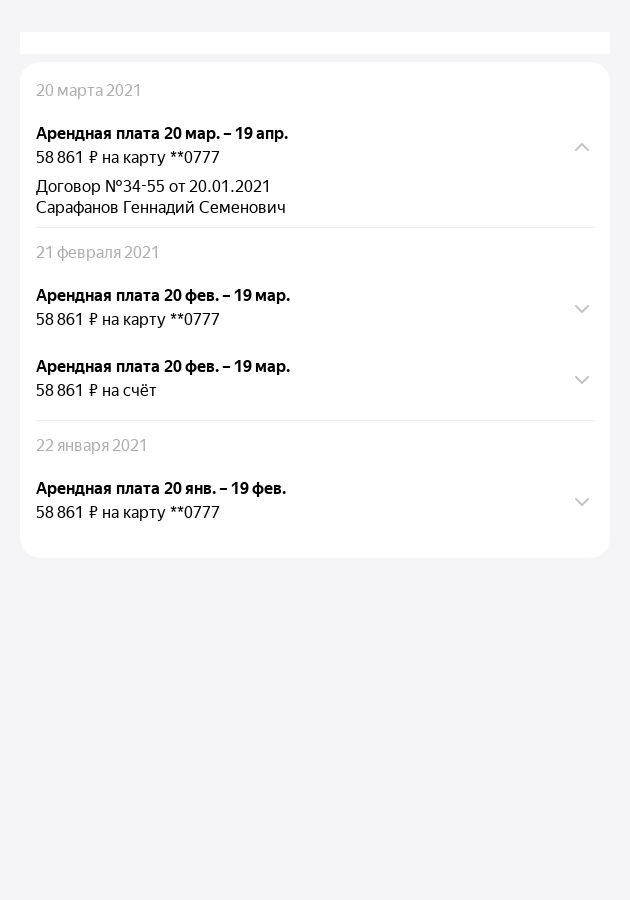 20 марта 2021
Арендная плата 20 мар. – 19 апр.
58 861 ₽ на карту **0777
Договор №34-55 от 20.01.2021
Сарафанов Геннадий Семенович
21 февраля 2021
Арендная плата 20 фев. – 19 мар.
58 861 ₽ на карту **0777
Арендная плата 20 фев. – 19 мар.
58 861 ₽ на счёт
22 января 2021
Арендная плата 20 янв. – 19 фев.
58 861 ₽ на карту **0777